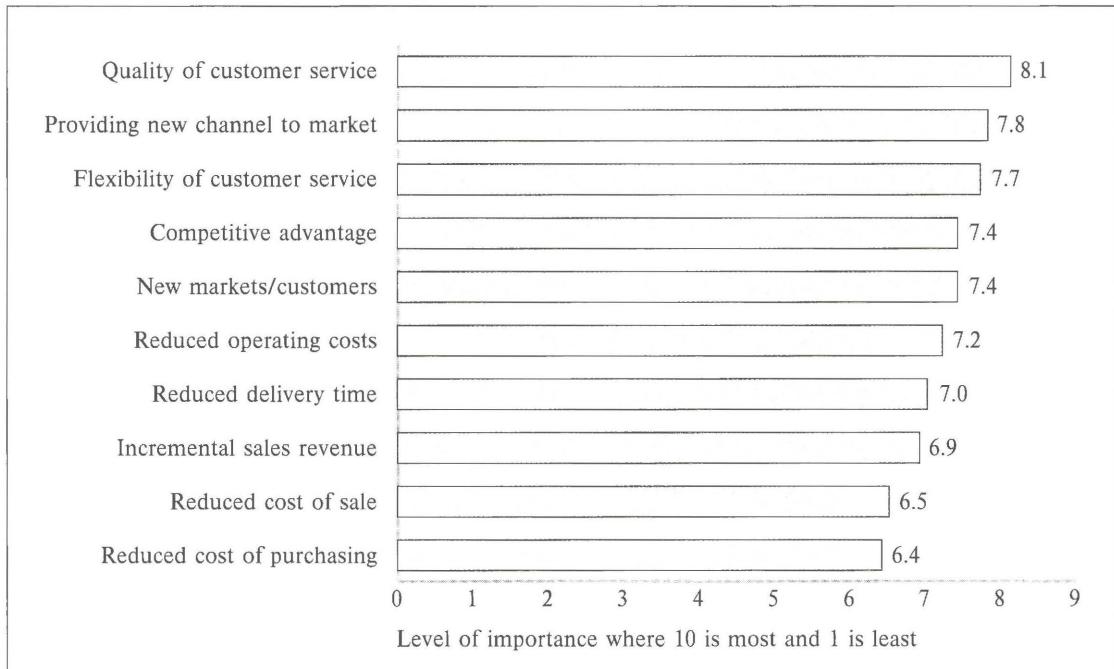 Quality of customer service 8.1
Providing new channel to market 7.8
Flexibility of customer service 7.7
Competitive advantage 7.4
New markets/customers 7.4
Reduced operating costs 7.2
Reduced delivery time 7.0
Incremental sales revenue 6.9
Reduced cost of sale 6.5
Reduced cost of purchasing 6.4
0 1 2 3 4 5 6 7 8 9
Level of importance where 10 is most and 1 is least